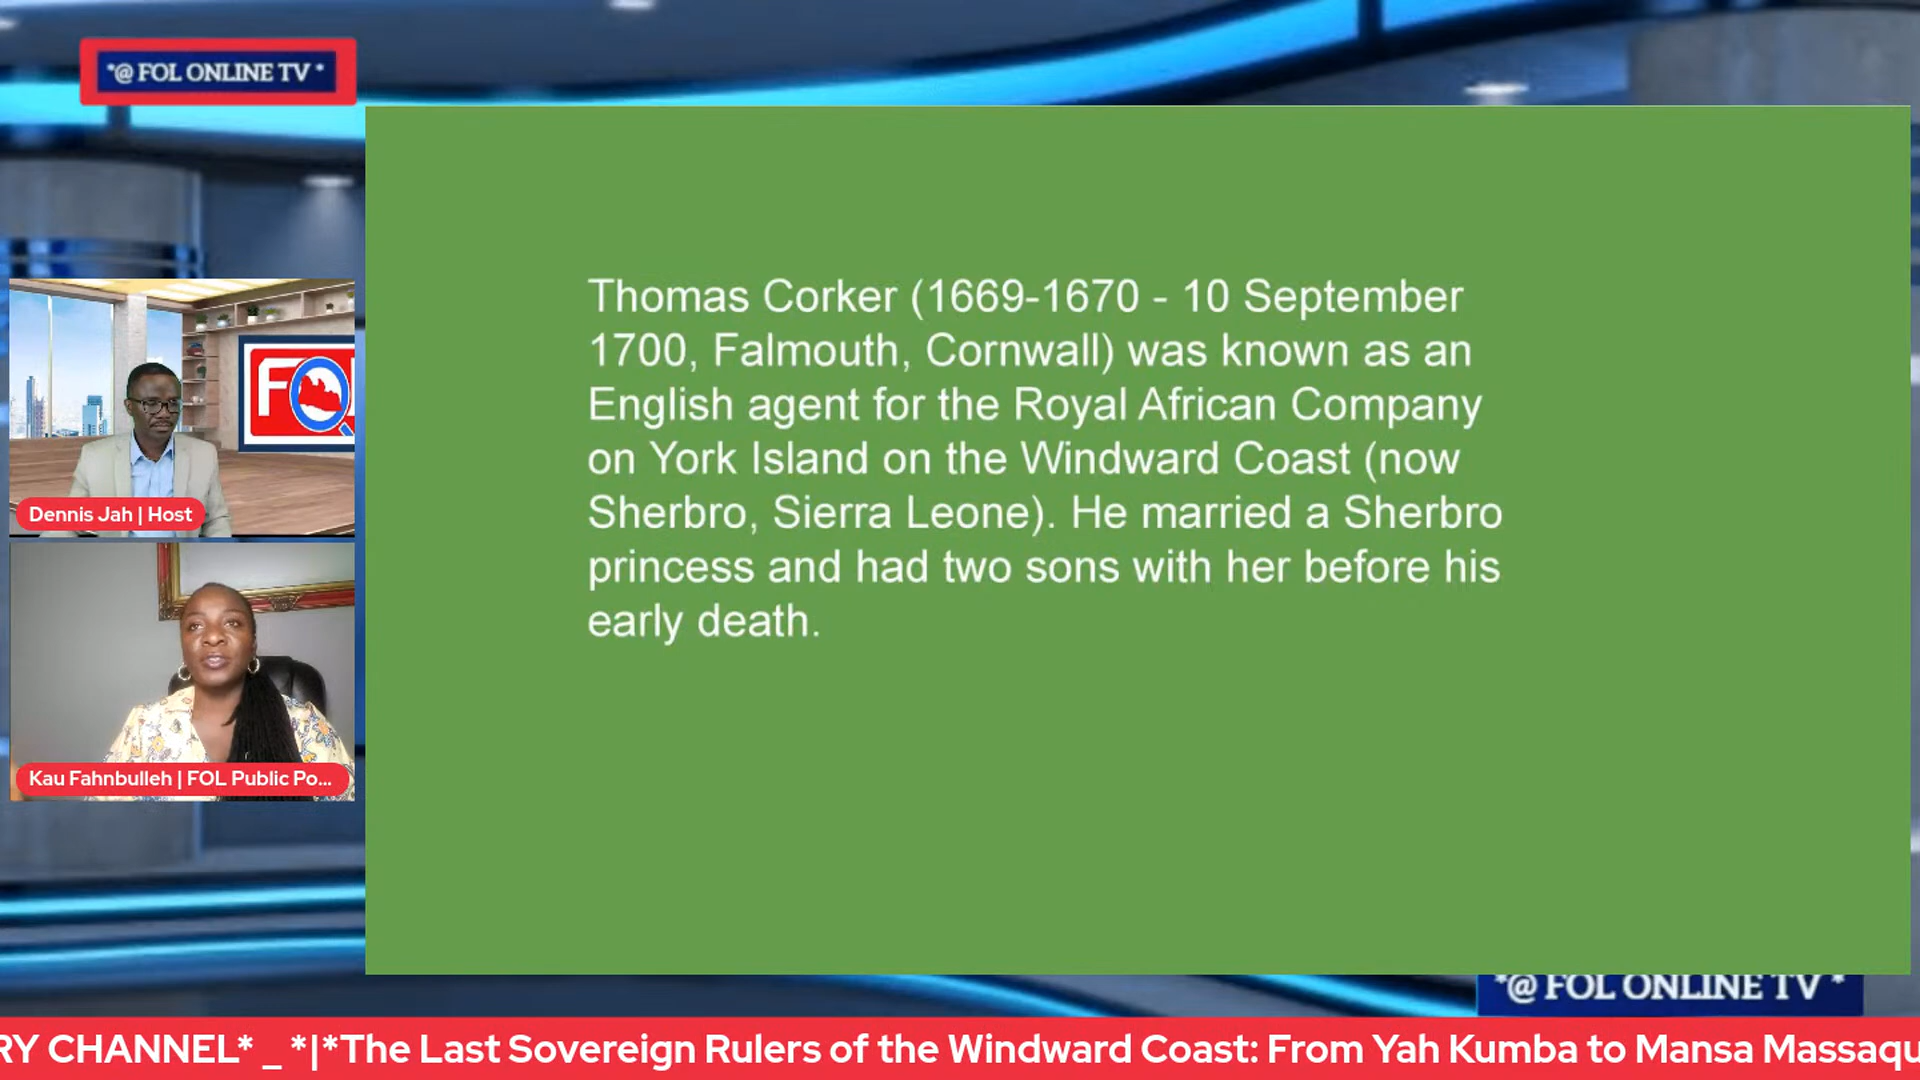 *@ FOL ONLINE TV *
Thomas Corker (1669-1670 - 10 September
1700, Falmouth, Cornwall) was known as an
English agent for the Royal African Company
on York Island on the Windward Coast (now
Sherbro, Sierra Leone). He married a Sherbro
princess and had two sons with her before his
early death.
Dennis Jah | Host
Kau Fahnbulleh | FOL Public Po...
*@ FOL ONLINE TV *
RY CHANNEL* _ *|*The Last Sovereign Rulers of the Windward Coast: From Yah Kumba to Mansa Massaqu